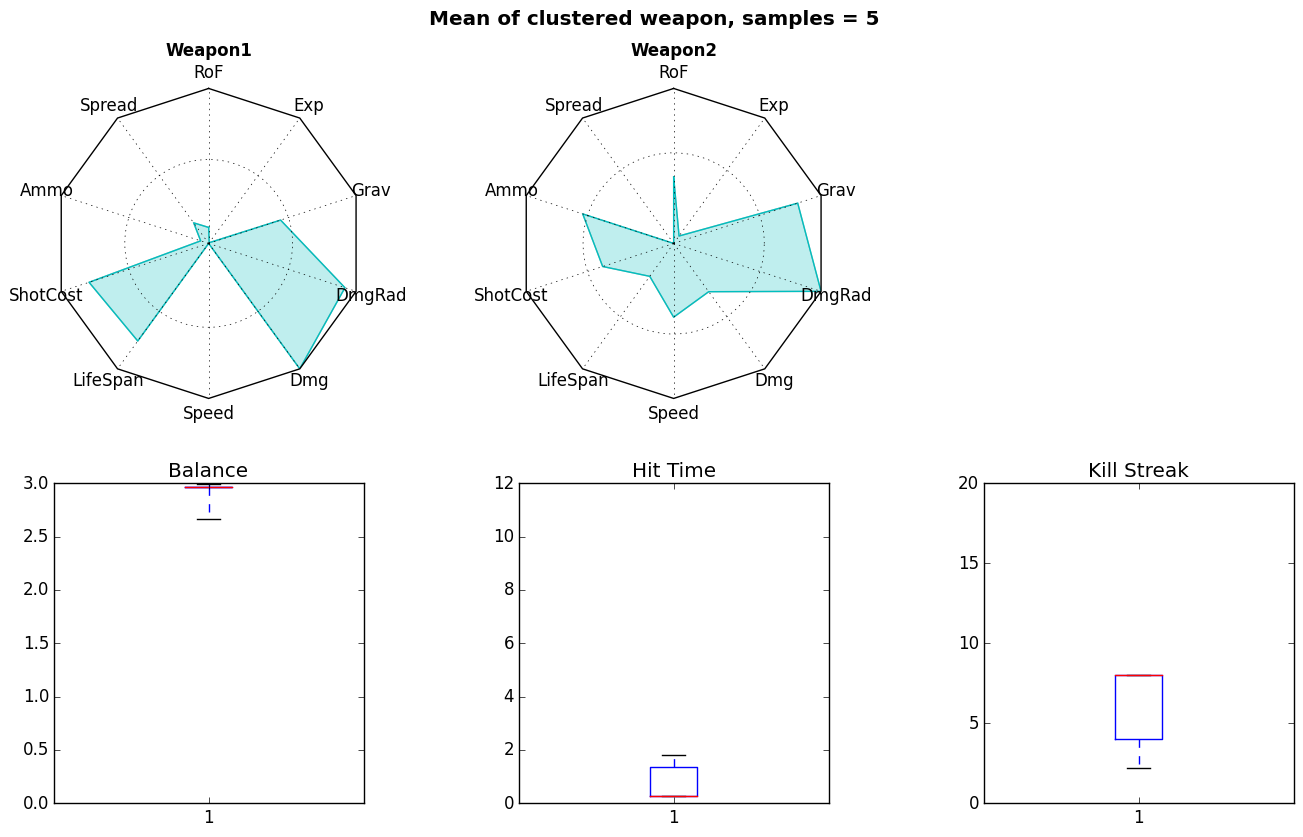 Mean of clustered weapon, samples = 5
Weapon1
RoF
Spread
Exp
Ammo
Grav
ShotCost
DmgRad
LifeSpan
Dmg
Speed
Weapon2
RoF
Spread
Exp
Ammo
Grav
ShotCost
DmgRad
LifeSpan
Dmg
Speed
Balance
3.0
2.5
2.0
1.5
1.0
0.5
0.0
1
Hit Time
12
10
8
6
4
2
0
1
Kill Streak
20
15
10
5
0
1